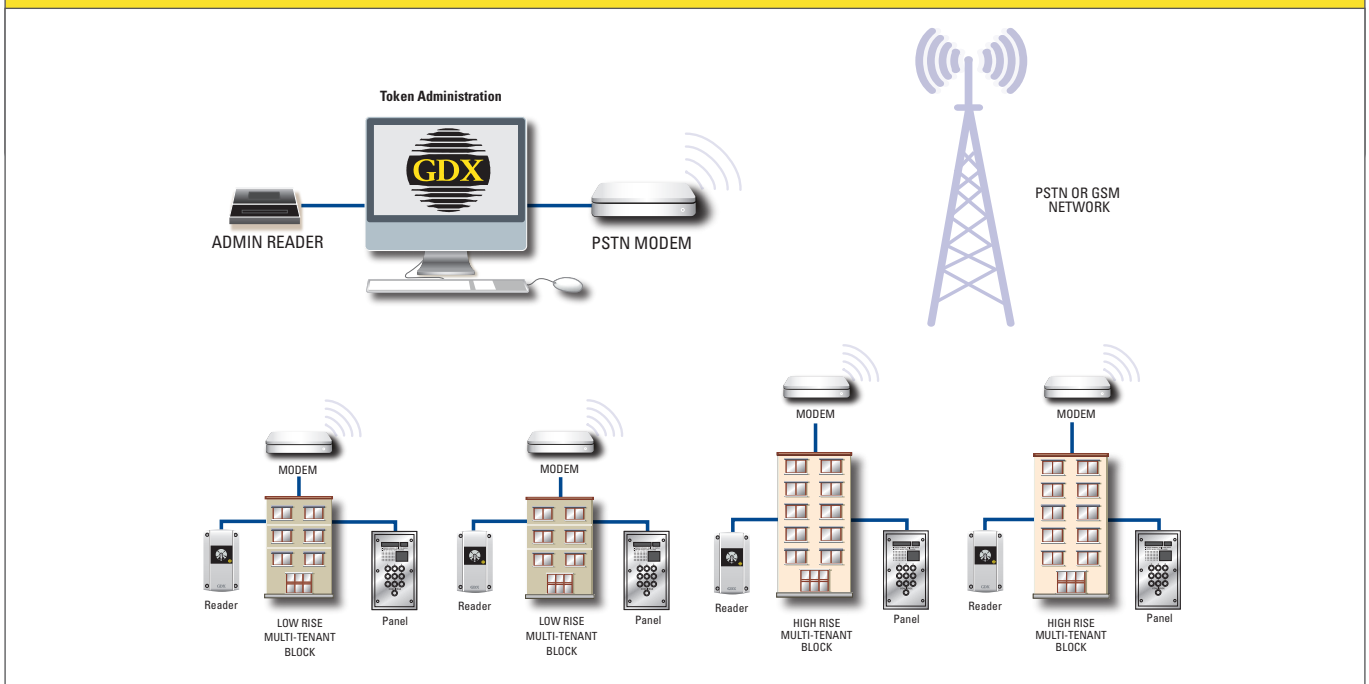 Token Administration
GDX
ADMIN READER
PSTN MODEM
PSTN OR GSM
NETWORK
MODEM
MODEM
MODEM
MODEM
Reader
LOW RISE
MULTI-TENANT
BLOCK
Panel
Reader
LOW RISE
MULTI-TENANT
BLOCK
Panel
Reader
HIGH RISE
MULTI-TENANT
BLOCK
Panel
Reader
HIGH RISE
MULTI-TENANT
BLOCK
Panel